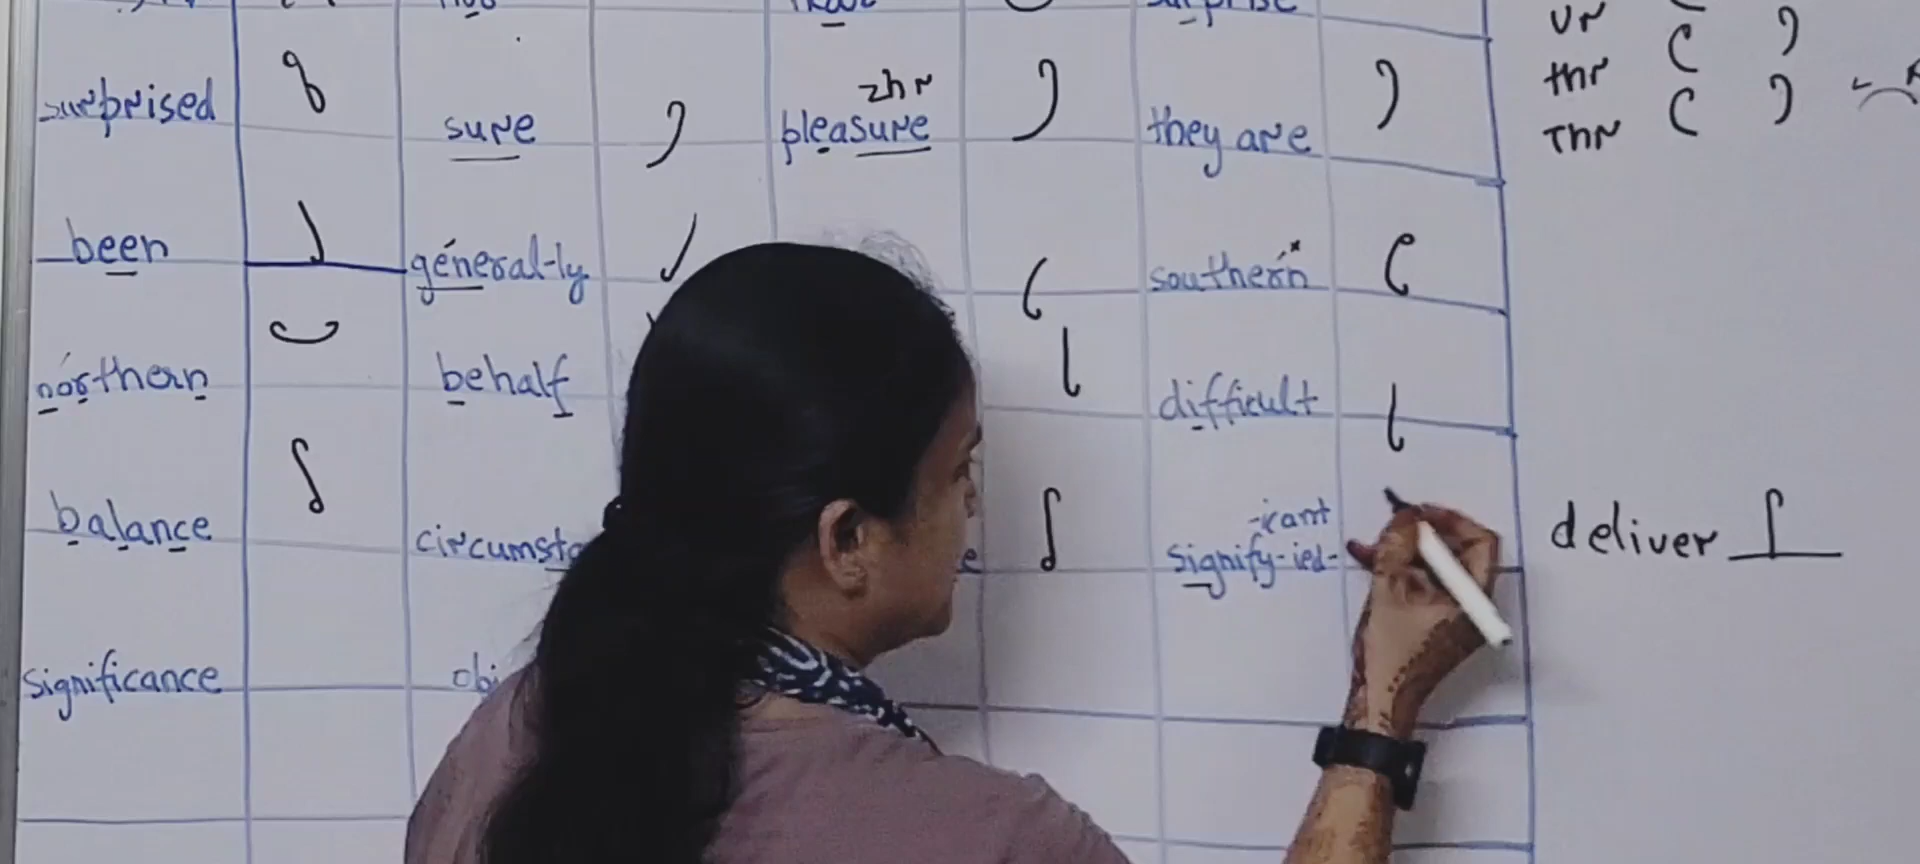 surprised
sure
zhr
pleasure
they are
vr
thr
Thr
been
general-ly
southern
northern
behalf
difficult
balance
-icant
signify-ied-
deliver
significance